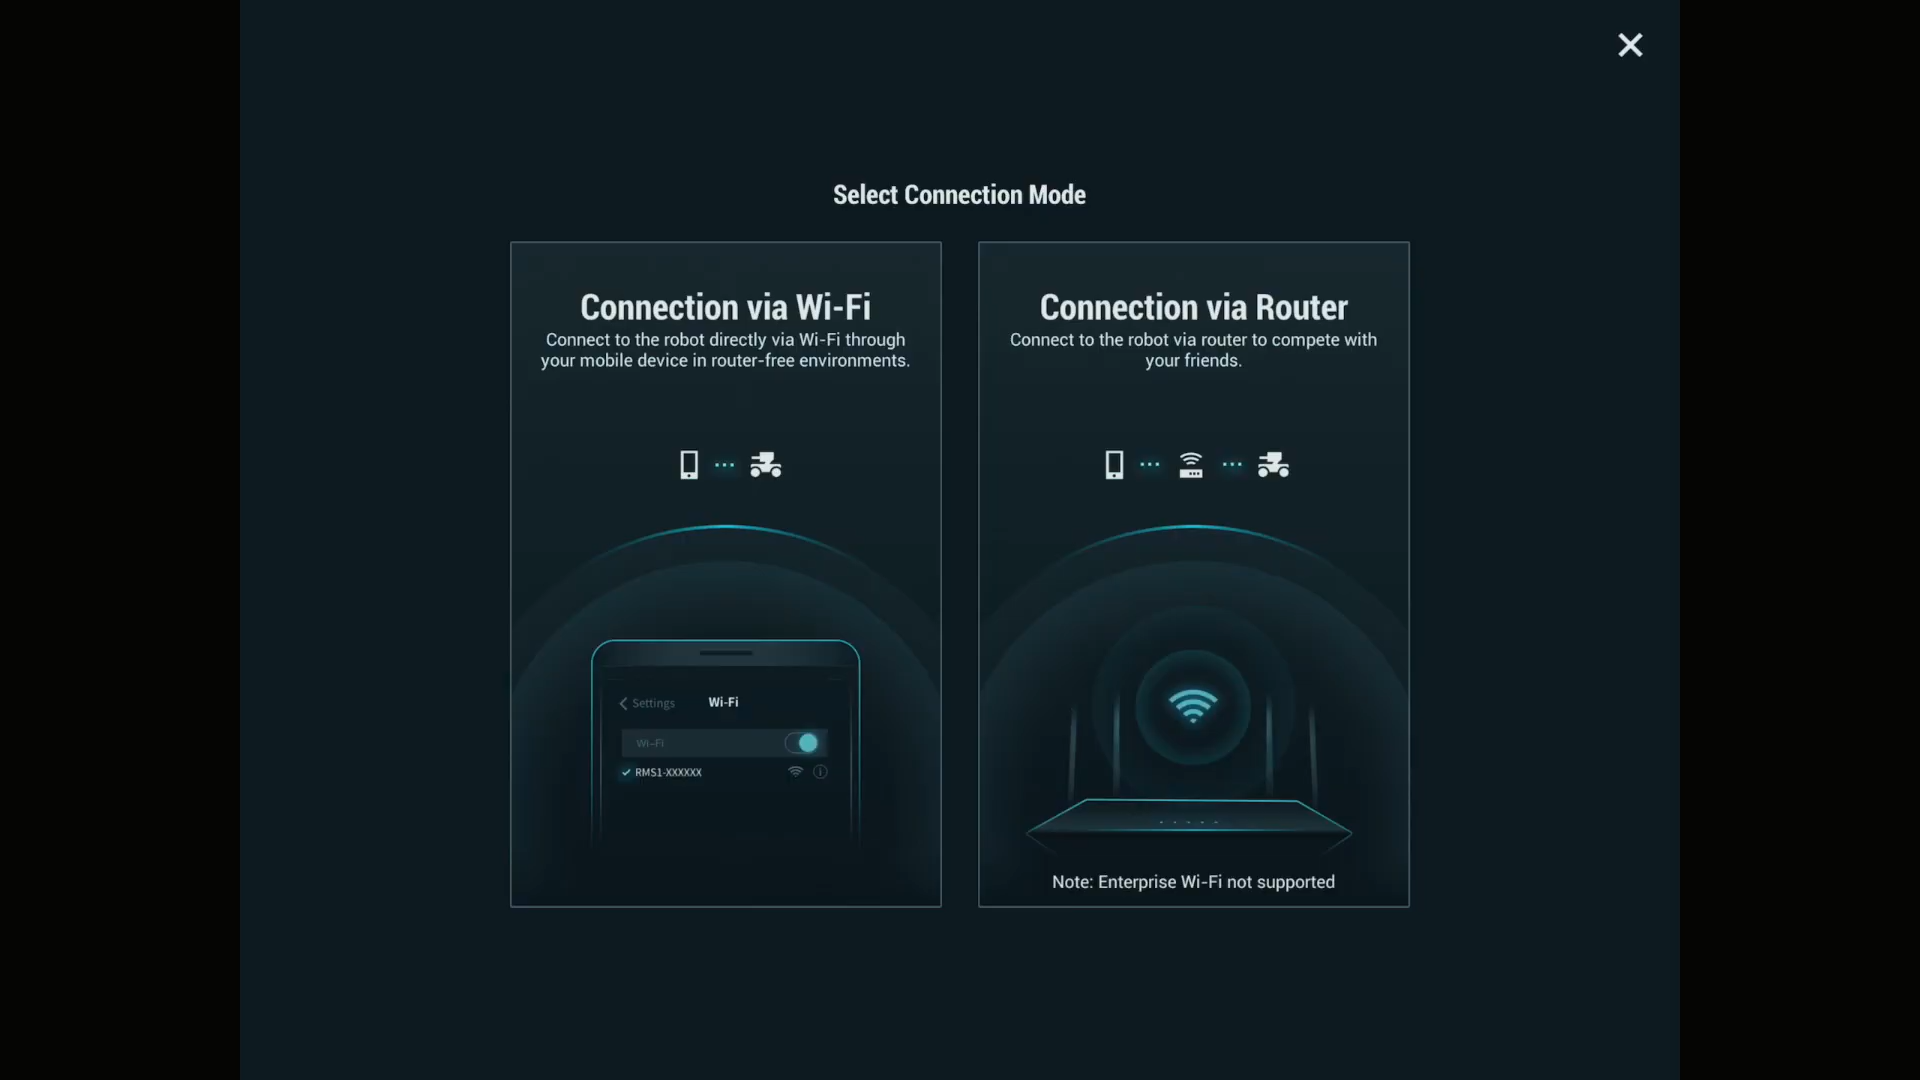 Select Connection Mode
Connection via Wi-Fi
Connect to the robot directly via Wi-Fi through
your mobile device in router-free environments.
Settings
Wi-Fi
Wi-Fi
RMS1-XXXXXX
Connection via Router
Connect to the robot via router to compete with
your friends.
Note: Enterprise Wi-Fi not supported